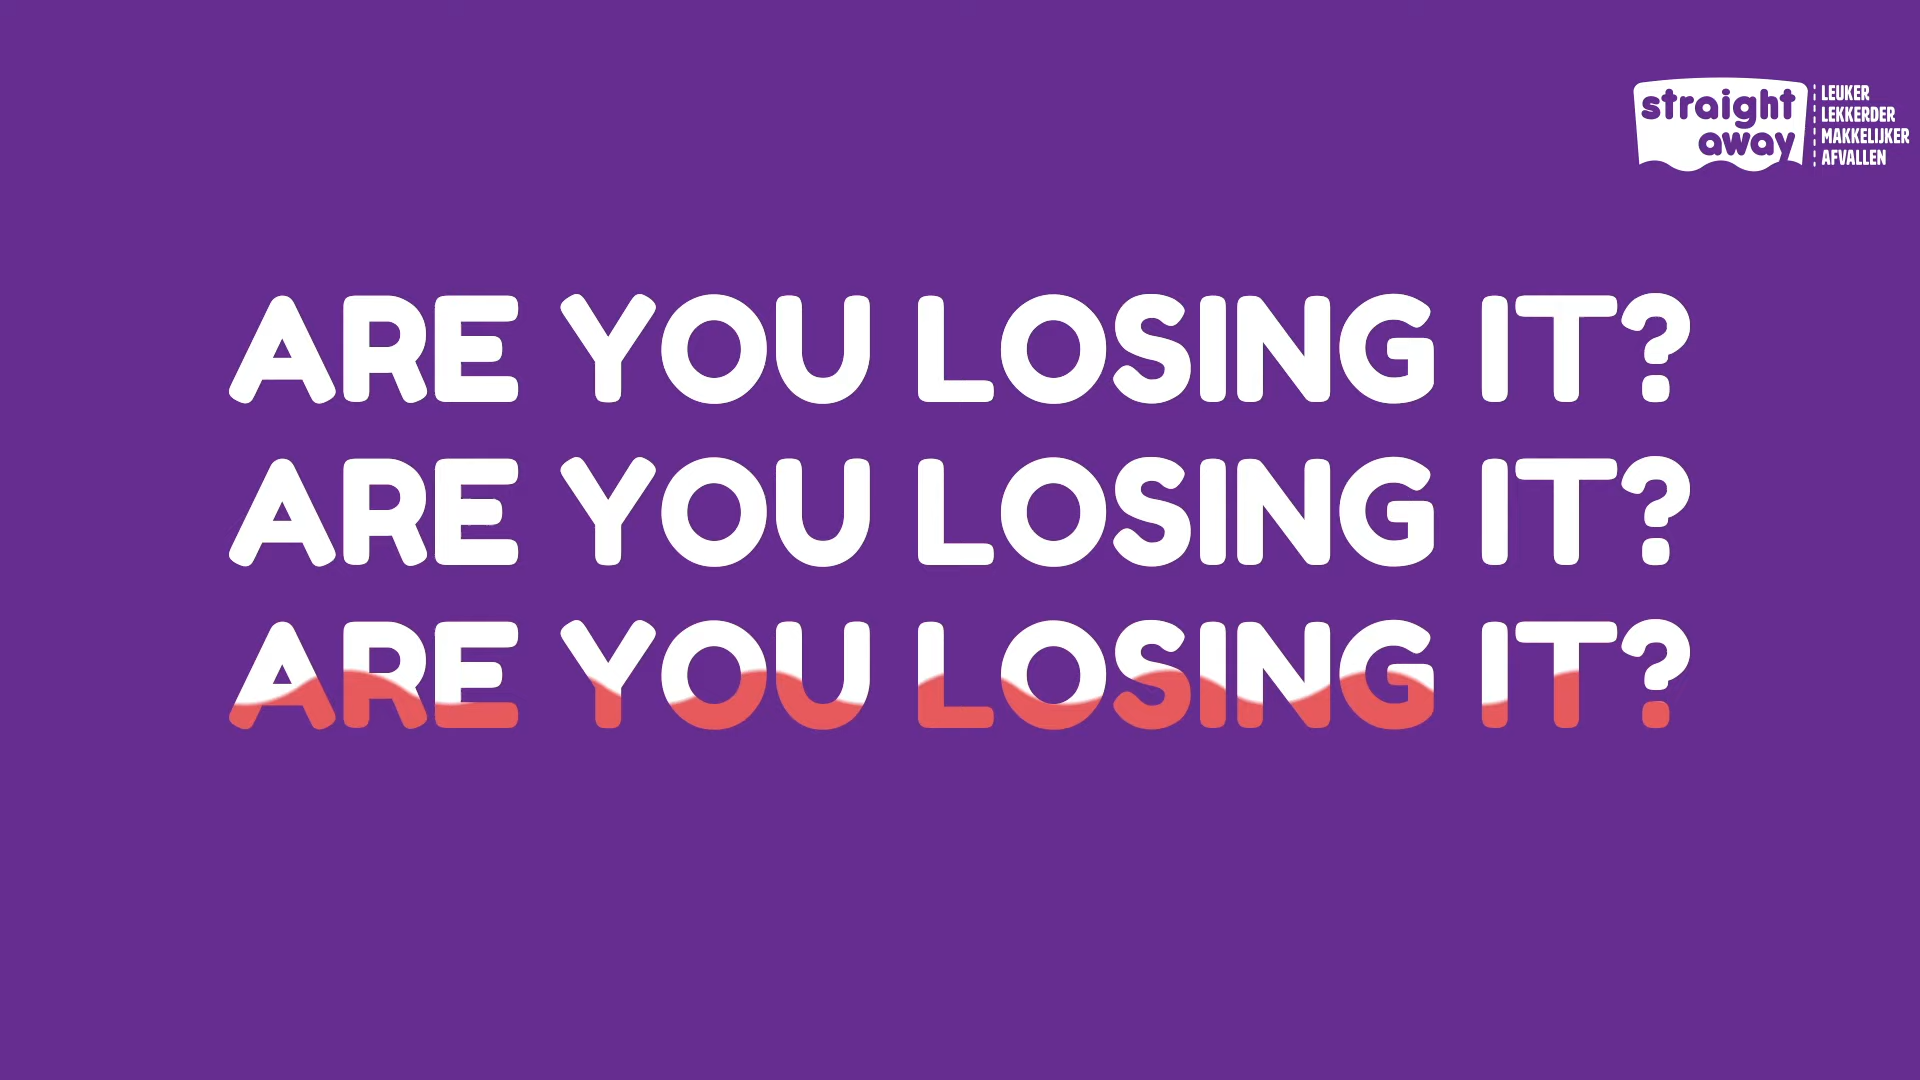 straight
away
LEUKER
LEKKERDER
MAKKELIJKER
AFVALLEN
ARE YOU LOSING IT?
ARE YOU LOSING IT?
ARE YOU LOSING IT?